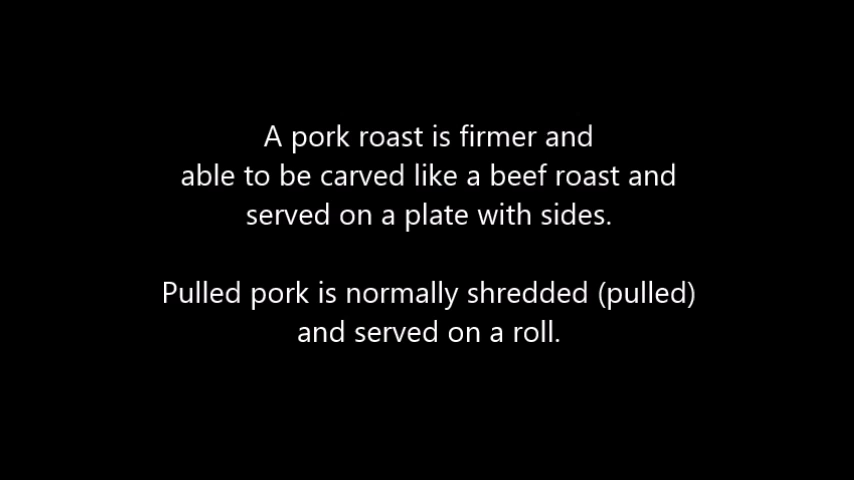 A pork roast is firmer and
able to be carved like a beef roast and
served on a plate with sides.
Pulled pork is normally shredded (pulled)
and served on a roll.